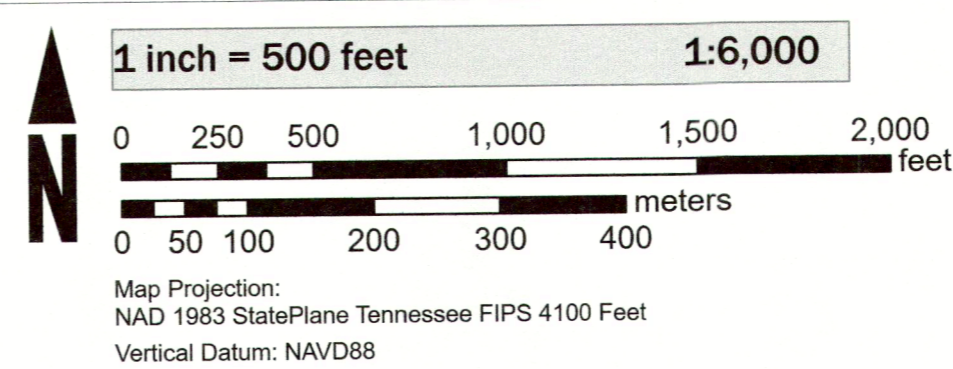 1 inch = 500 feet 1:6,000
0 250 500 1,000 1,500 2,000
feet
meters
0 50 100 200 300 400
N
Map Projection:
NAD 1983 StatePlane Tennessee FIPS 4100 Feet
Vertical Datum: NAVD88